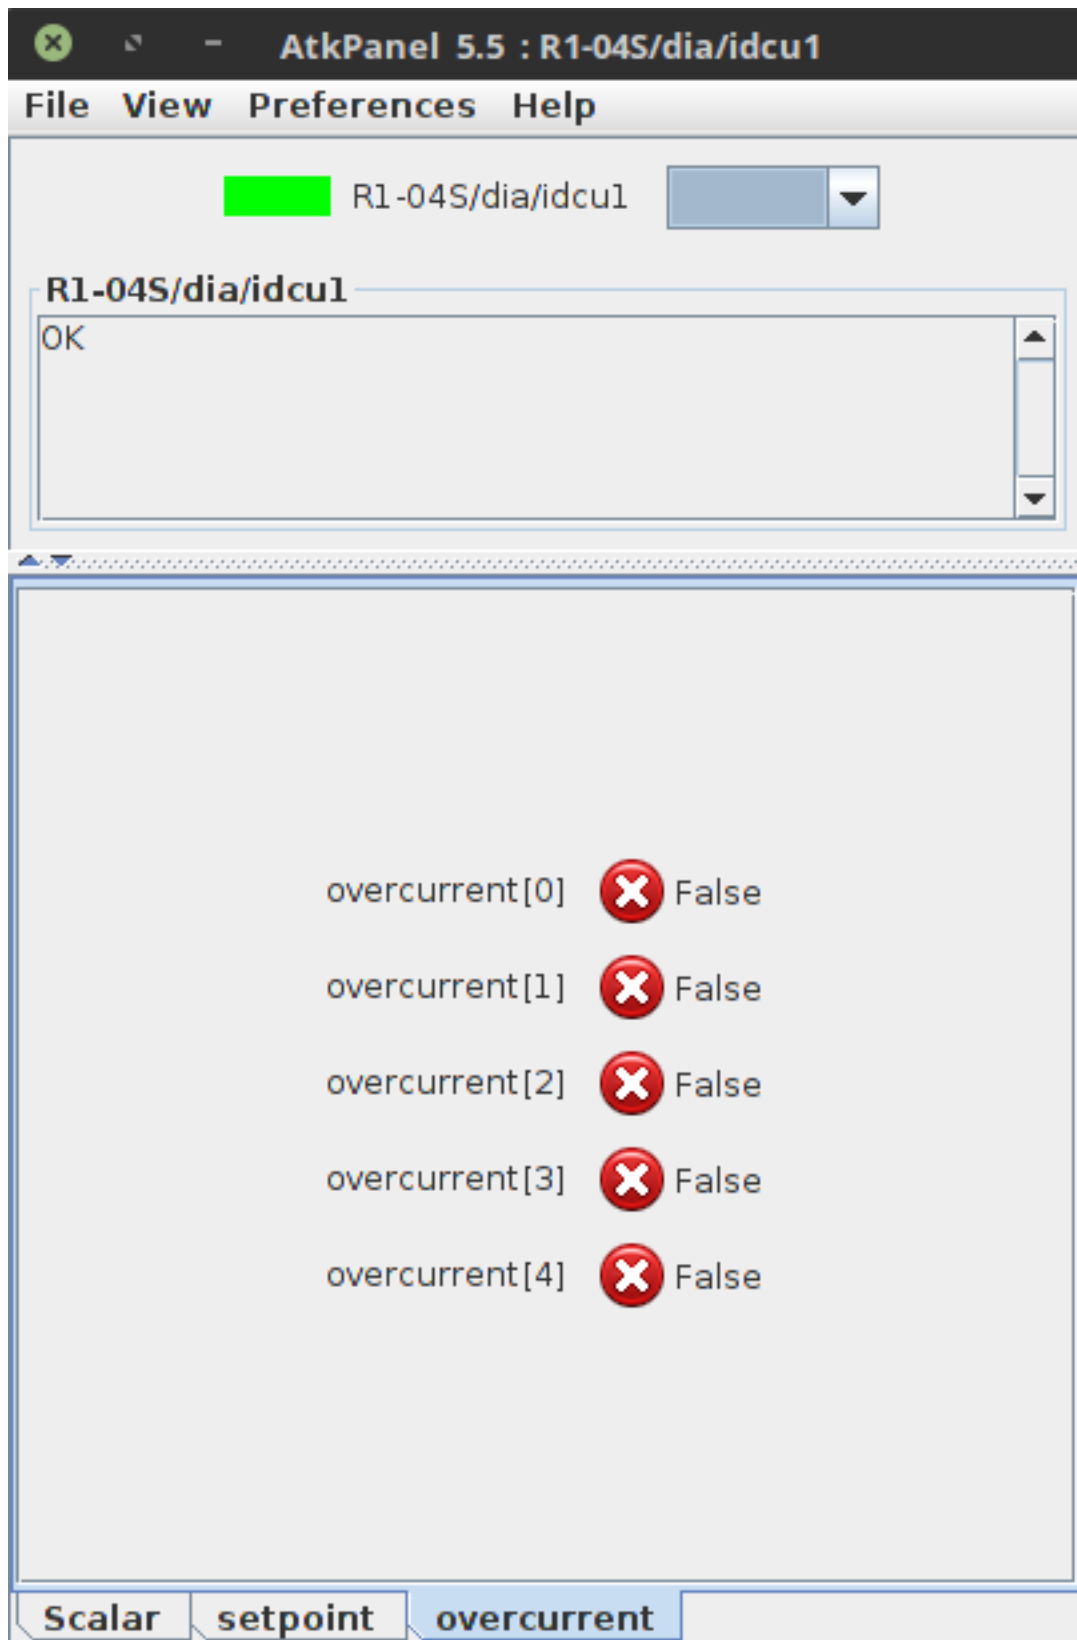 AtkPanel 5.5 : R1-04S/dia/idcu1
File View Preferences Help
R1-04S/dia/idcu1
R1-04S/dia/idcu1
OK
overcurrent[0] False
overcurrent[1] False
overcurrent[2] False
overcurrent[3] False
overcurrent[4] False
Scalar setpoint overcurrent